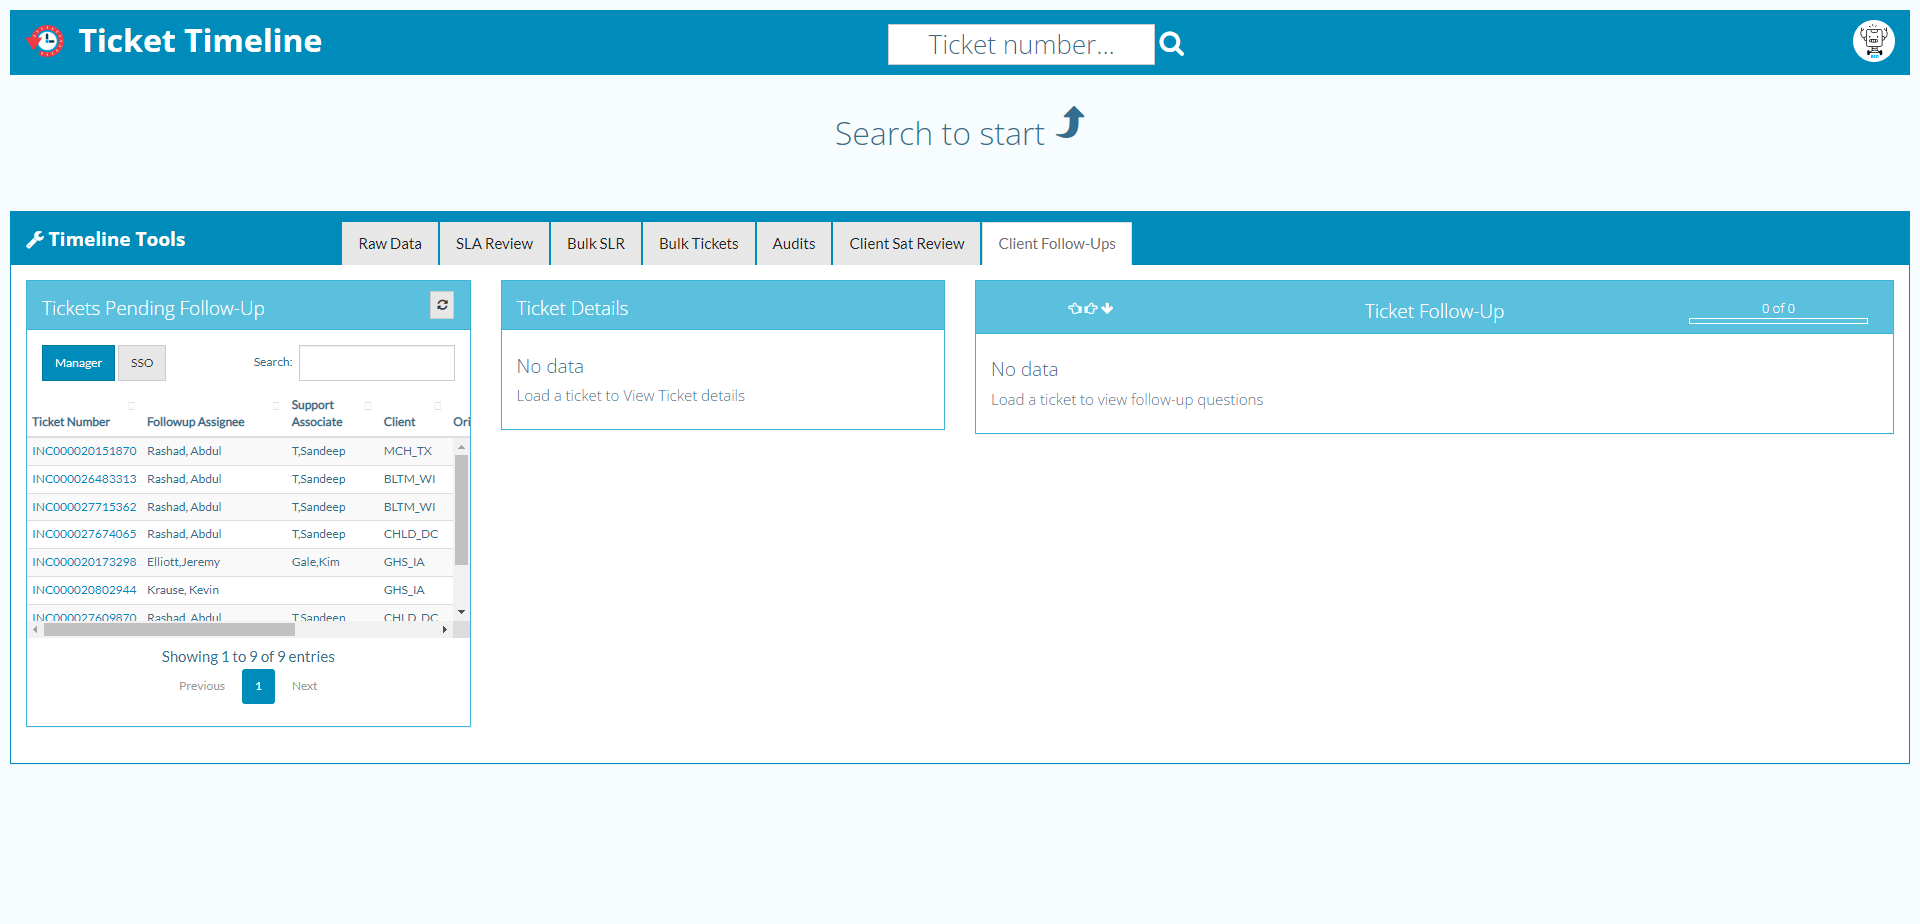 Ticket Timeline
Ticket number...
Search to start
Timeline Tools
Raw Data
SLA Review
Bulk SLR
Bulk Tickets
Audits
Client Sat Review
Client Follow-Ups
Tickets Pending Follow-Up
Manager
SSO
Search:
Ticket Number
Followup Assignee
Support
Associate
Client
Ori
INC000020151870 Rashad, Abdul T,Sandeep MCH_TX
INC000026483313 Rashad, Abdul T,Sandeep BLTM_WI
INC000027715362 Rashad, Abdul T,Sandeep BLTM_WI
INC000027674065 Rashad, Abdul T,Sandeep CHLD_DC
INC000020173298 Elliott,Jeremy Gale,Kim GHS_IA
INC000020802944 Krause, Kevin GHS_IA
INC000027609870 Rashad, Abdul T,Sandeep CHLD_DC
Showing 1 to 9 of 9 entries
Previous 1 Next
Ticket Details
No data
Load a ticket to View Ticket details
Ticket Follow-Up
0 of 0
No data
Load a ticket to view follow-up questions